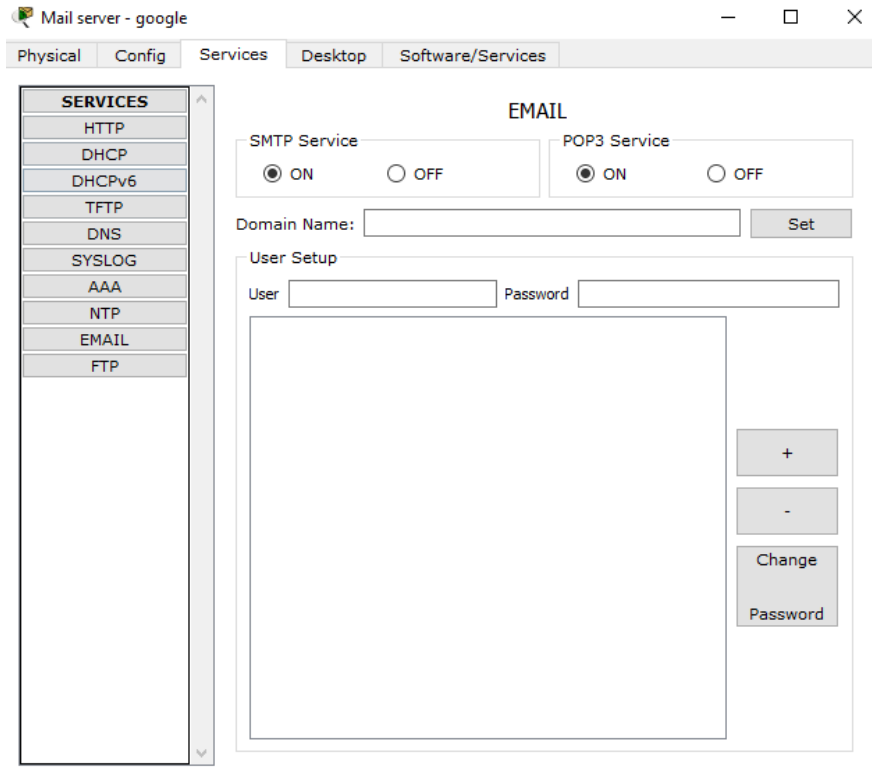 Mail server - google
Physical Config Services Desktop Software/Services
SERVICES
HTTP
DHCP
DHCPv6
TFTP
DNS
SYSLOG
AAA
NTP
EMAIL
FTP
EMAIL
SMTP Service
ON OFF
POP3 Service
ON OFF
Domain Name: Set
User Setup
User Password
+
-
Change
Password